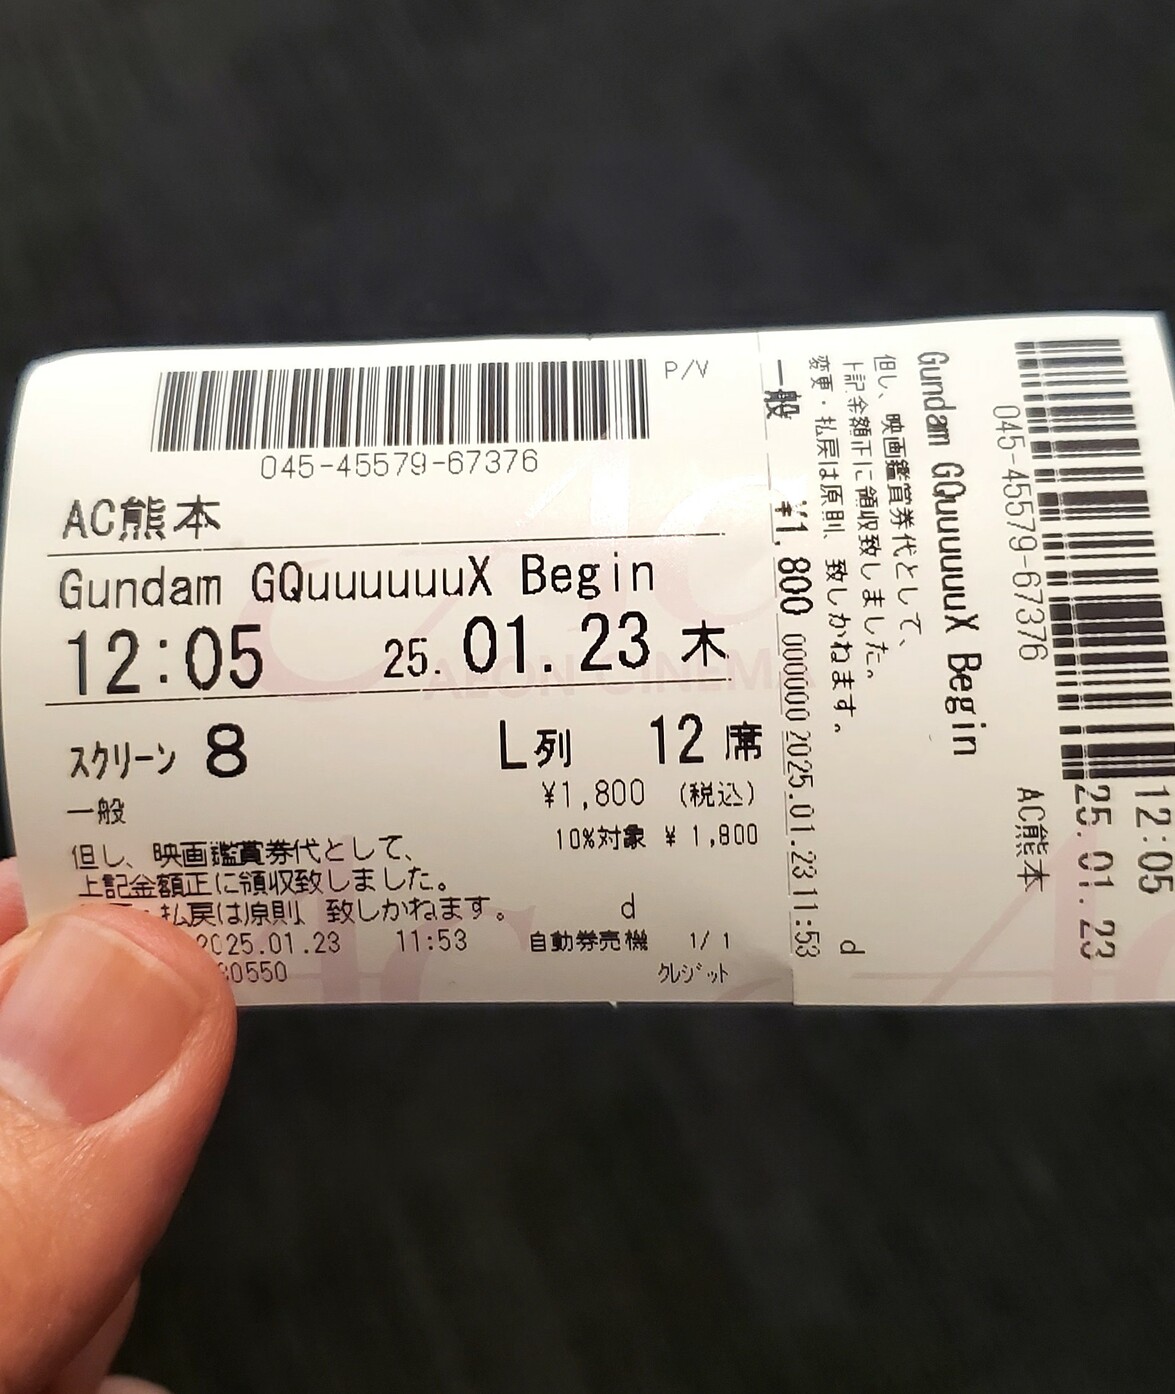 P/V
045-45579-67376
AC熊本
Gundam GQuuuuuuX Begin
12:05 25. 01. 23 木
スクリーン 8 L列 12 席
一般 ¥1,800 (税込)
10%対象 ¥ 1,800
但し、映画鑑賞券代として、
上記金額正に領収致しました。
・払戻は原則、致しかねます。
d
2025.01.23 11:53 自動券売機 1/ 1
0550 クレジット
AEON CINEMA
12:05
25. 01. 23
AC熊本
045-45579-67376
Gundam GQuuuuuuX Begin
但し、映画鑑賞券代として、
上記金額正に領収致しました。
変更・払戻は原則、致しかねます。
d
一般 ¥1,800 0000002025.01.2311:53